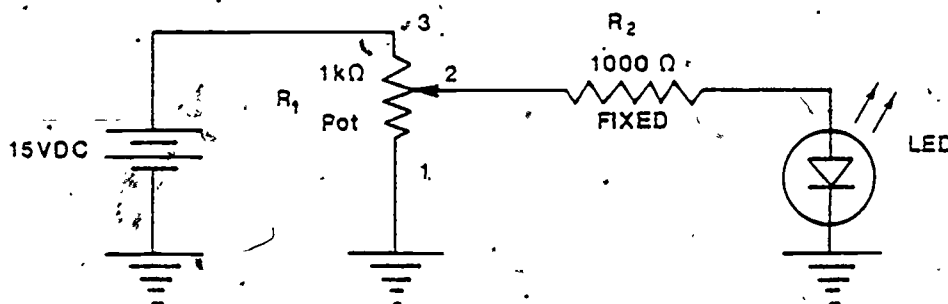 3
R2
1kΩ
2
1000 Ω
R1
Pot
FIXED
15VDC
LED
1